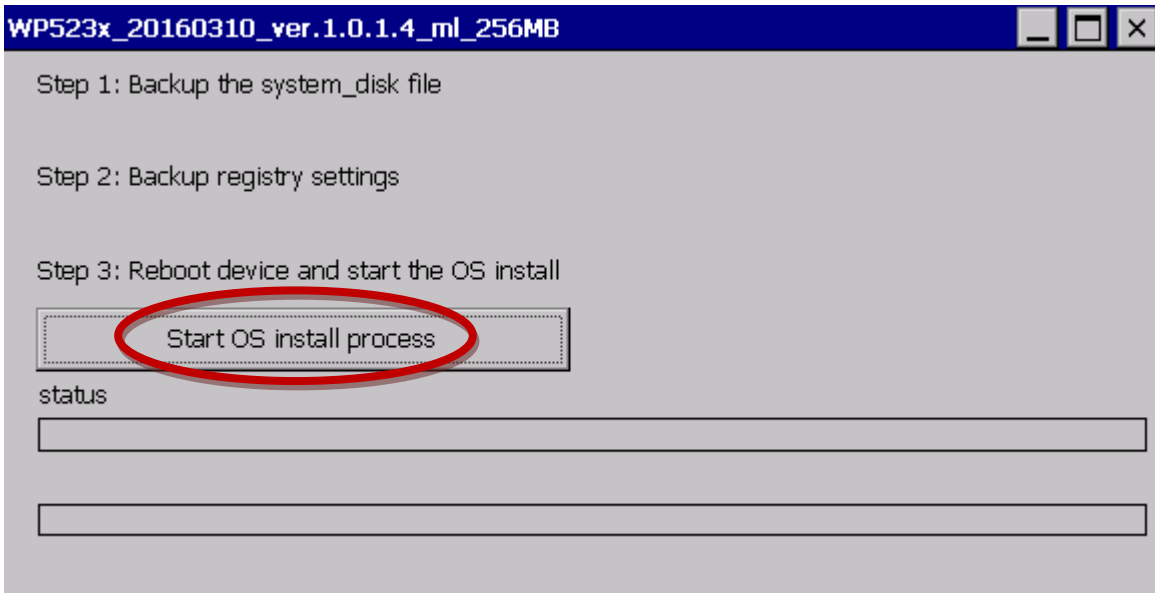 WP523x_20160310_ver.1.0.1.4_ml_256MB
Step 1: Backup the system_disk file
Step 2: Backup registry settings
Step 3: Reboot device and start the OS install
Start OS install process
status